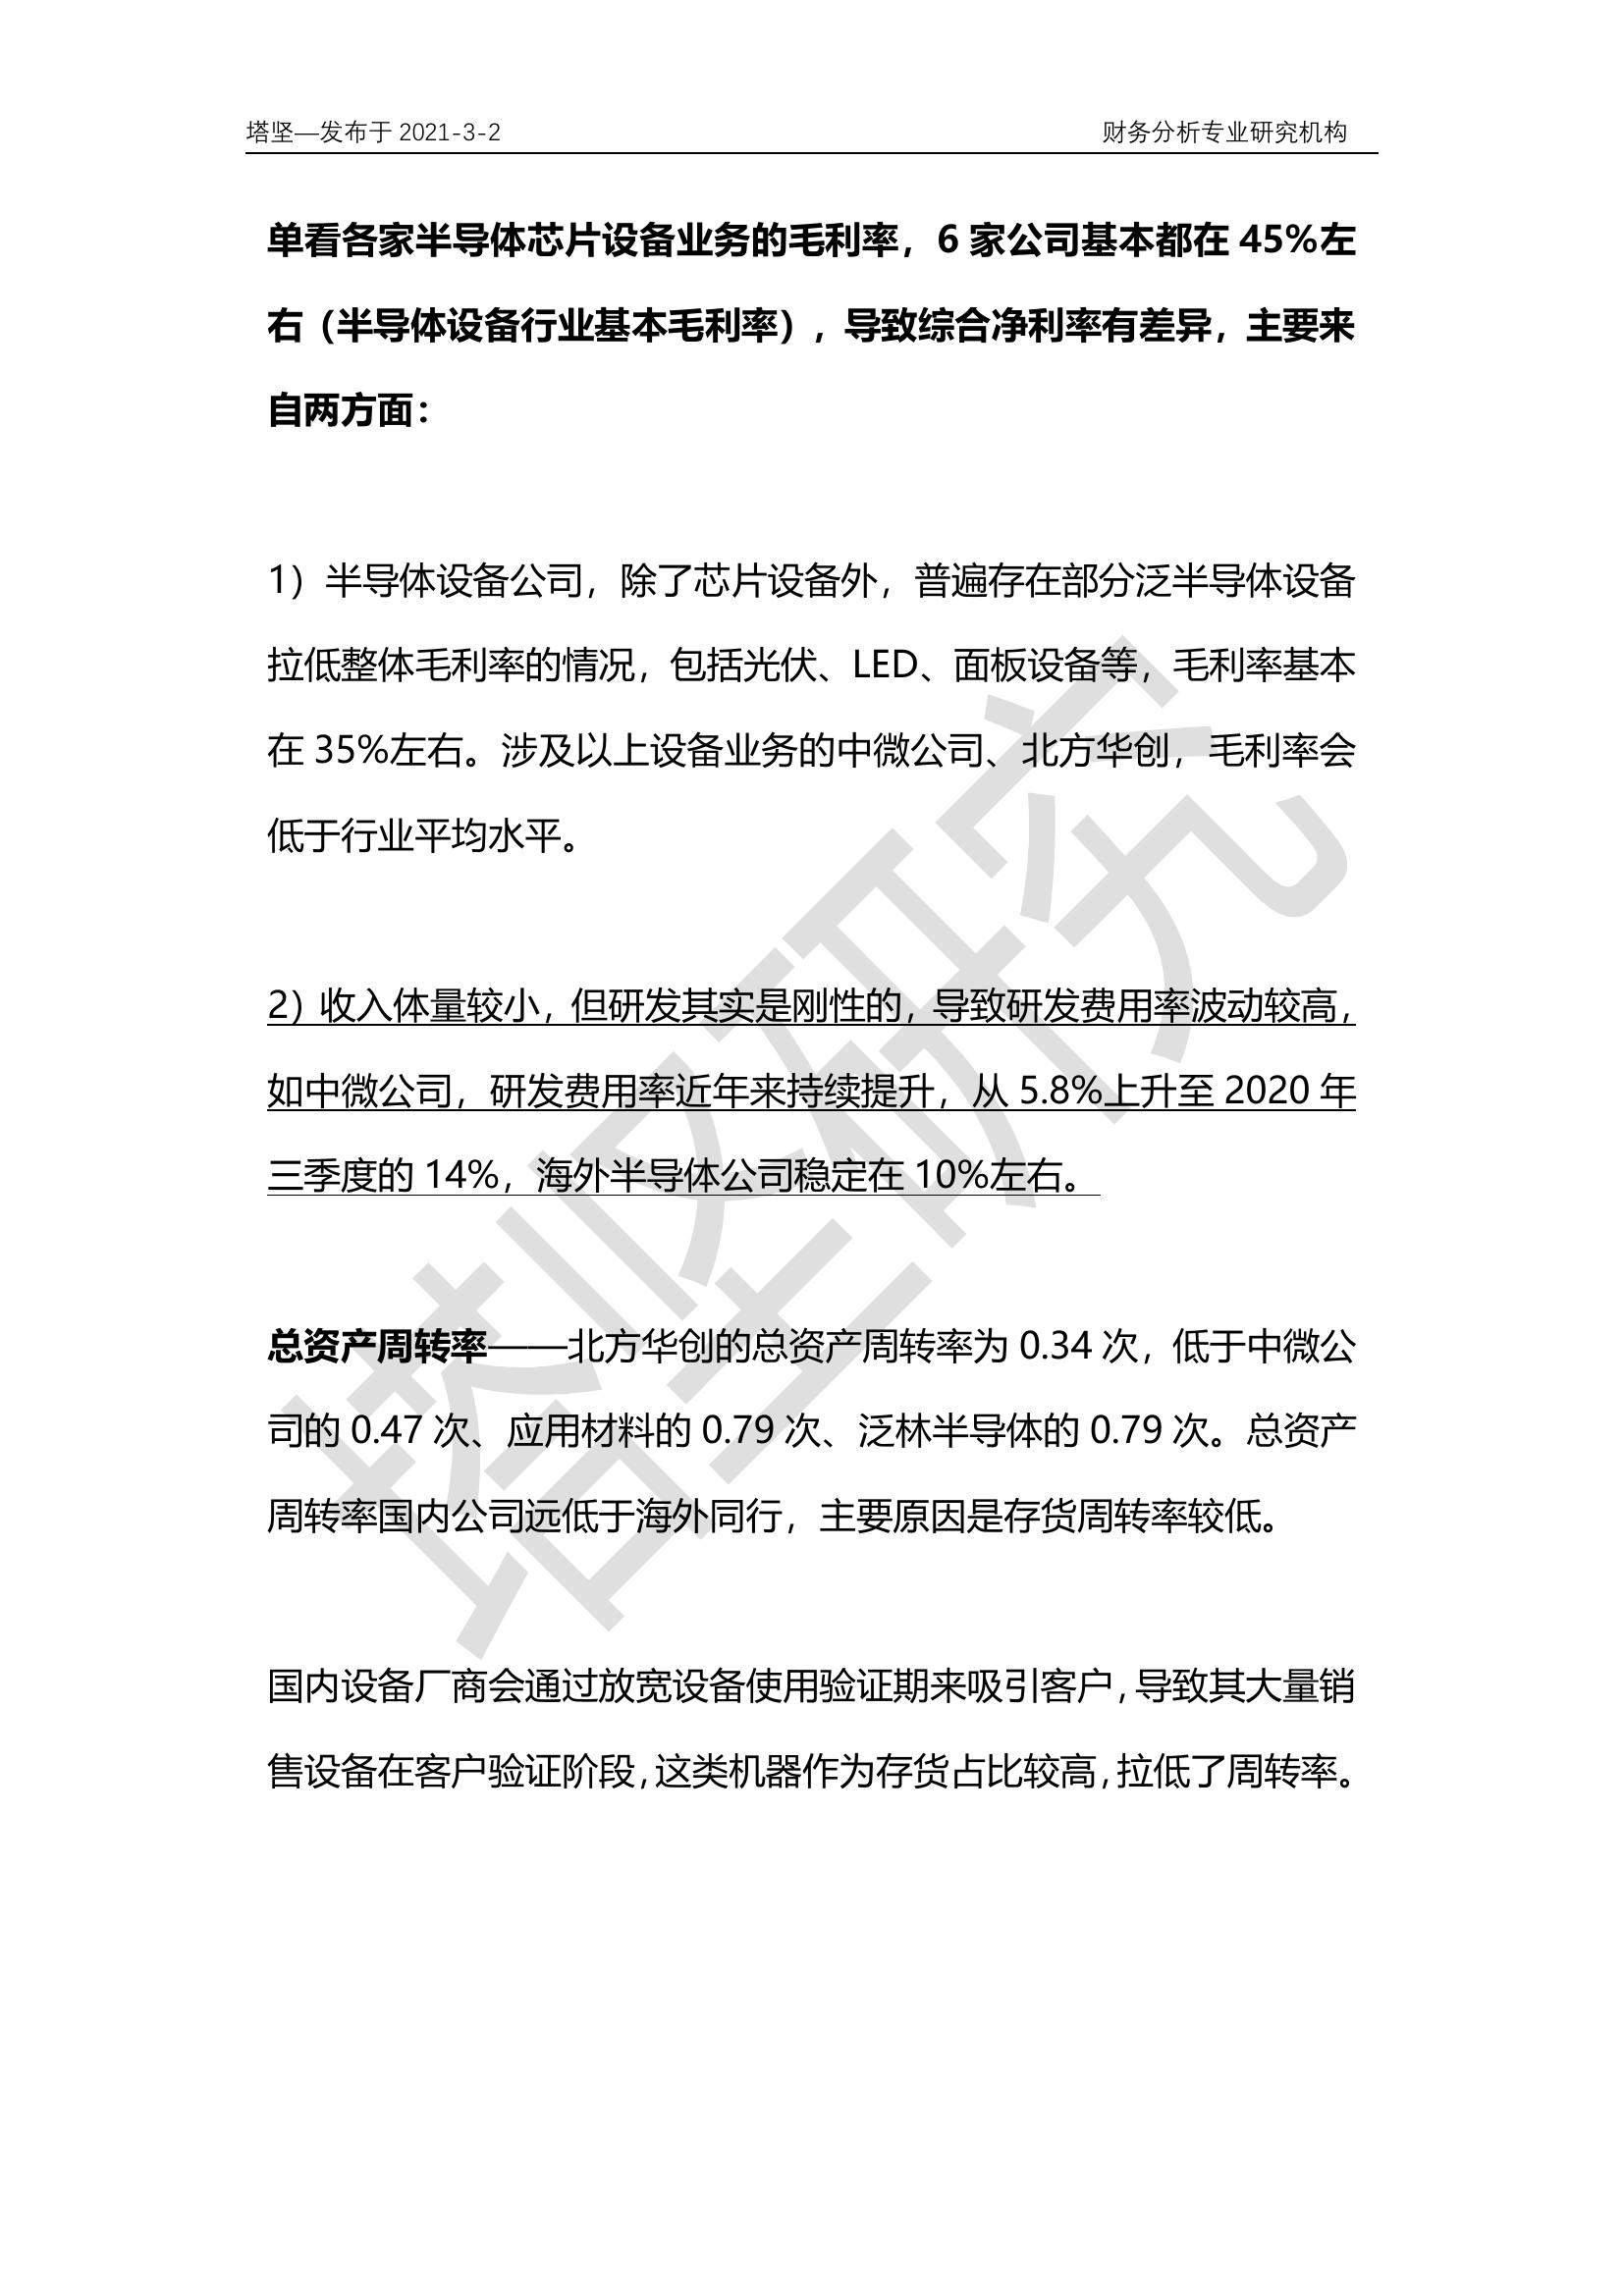 塔坚—发布于 2021-3-2 财务分析专业研究机构
单看各家半导体芯片设备业务的毛利率，6 家公司基本都在 45%左
右（半导体设备行业基本毛利率），导致综合净利率有差异，主要来
自两方面：
1）半导体设备公司，除了芯片设备外，普遍存在部分泛半导体设备
拉低整体毛利率的情况，包括光伏、LED、面板设备等，毛利率基本
在 35%左右。涉及以上设备业务的中微公司、北方华创，毛利率会
低于行业平均水平。
2）收入体量较小，但研发其实是刚性的，导致研发费用率波动较高，
如中微公司，研发费用率近年来持续提升，从 5.8%上升至 2020 年
三季度的 14%，海外半导体公司稳定在 10%左右。
总资产周转率——北方华创的总资产周转率为 0.34 次，低于中微公
司的 0.47 次、应用材料的 0.79 次、泛林半导体的 0.79 次。总资产
周转率国内公司远低于海外同行，主要原因是存货周转率较低。
国内设备厂商会通过放宽设备使用验证期来吸引客户，导致其大量销
售设备在客户验证阶段，这类机器作为存货占比较高，拉低了周转率。
塔坚研究